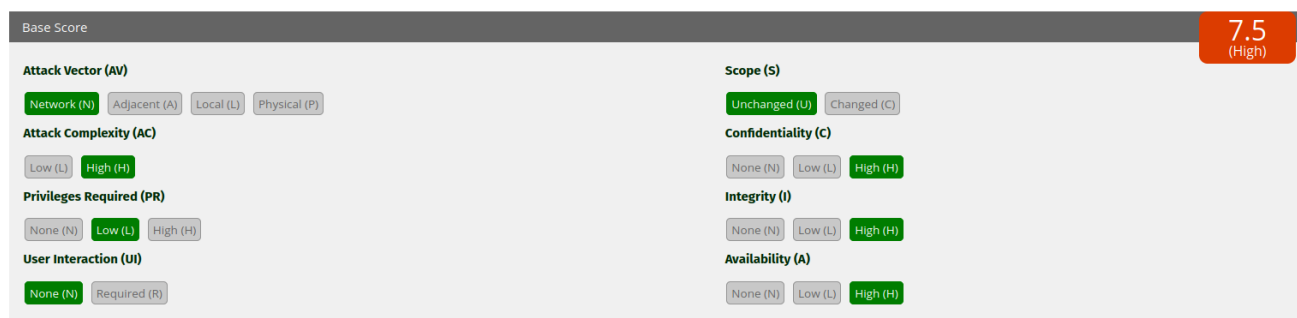 Base Score
7.5
(High)
Attack Vector (AV)
Network (N) Adjacent (A) Local (L) Physical (P)
Attack Complexity (AC)
Low (L) High (H)
Privileges Required (PR)
None (N) Low (L) High (H)
User Interaction (UI)
None (N) Required (R)
Scope (S)
Unchanged (U) Changed (C)
Confidentiality (C)
None (N) Low (L) High (H)
Integrity (I)
None (N) Low (L) High (H)
Availability (A)
None (N) Low (L) High (H)